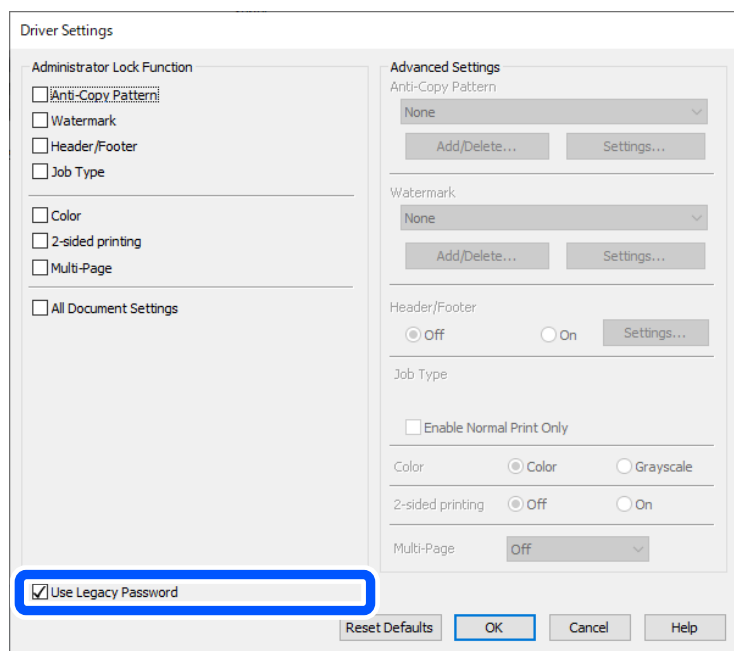 Driver Settings
Administrator Lock Function
Anti-Copy Pattern
Watermark
Header/Footer
Job Type
Color
2-sided printing
Multi-Page
All Document Settings
Use Legacy Password
Advanced Settings
Anti-Copy Pattern
None
Add/Delete... Settings...
Watermark
None
Add/Delete... Settings...
Header/Footer
Off On Settings...
Job Type
Enable Normal Print Only
Color Color Grayscale
2-sided printing Off On
Multi-Page Off
Reset Defaults OK Cancel Help